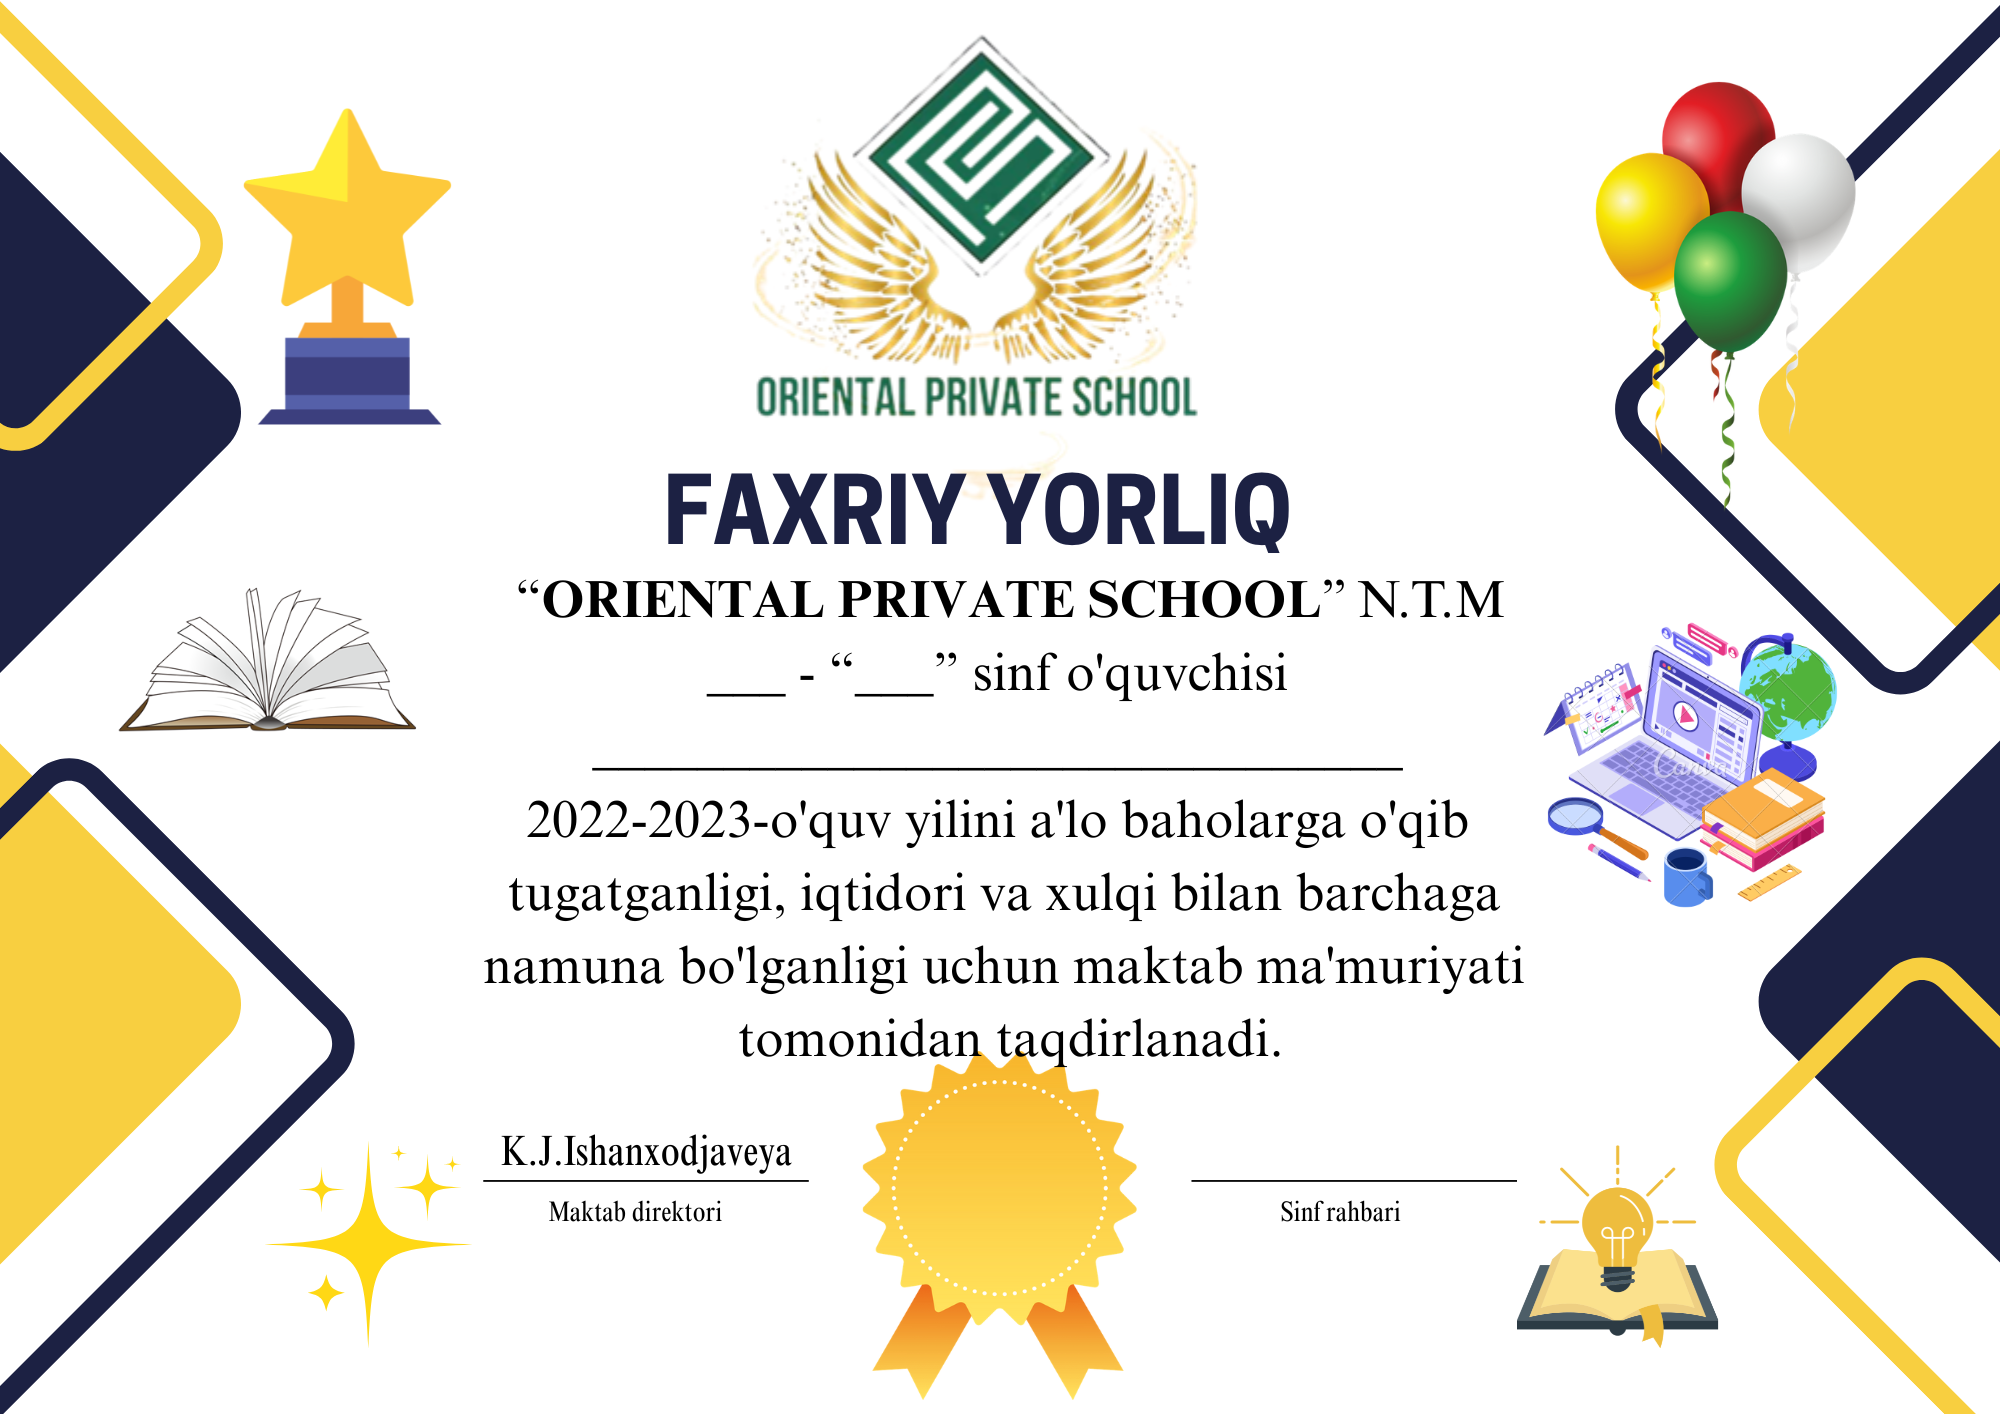 ORIENTAL PRIVATE SCHOOL
FAXRIY YORLIQ
“ORIENTAL PRIVATE SCHOOL” N.T.M
___ - “___” sinf o'quvchisi
_______________________________
2022-2023-o'quv yilini a'lo baholarga o'qib
tugatganligi, iqtidori va xulqi bilan barchaga
namuna bo'lganligi uchun maktab ma'muriyati
tomonidan taqdirlanadi.
K.J.Ishanxodjaveya
Maktab direktori
Sinf rahbari
Canva